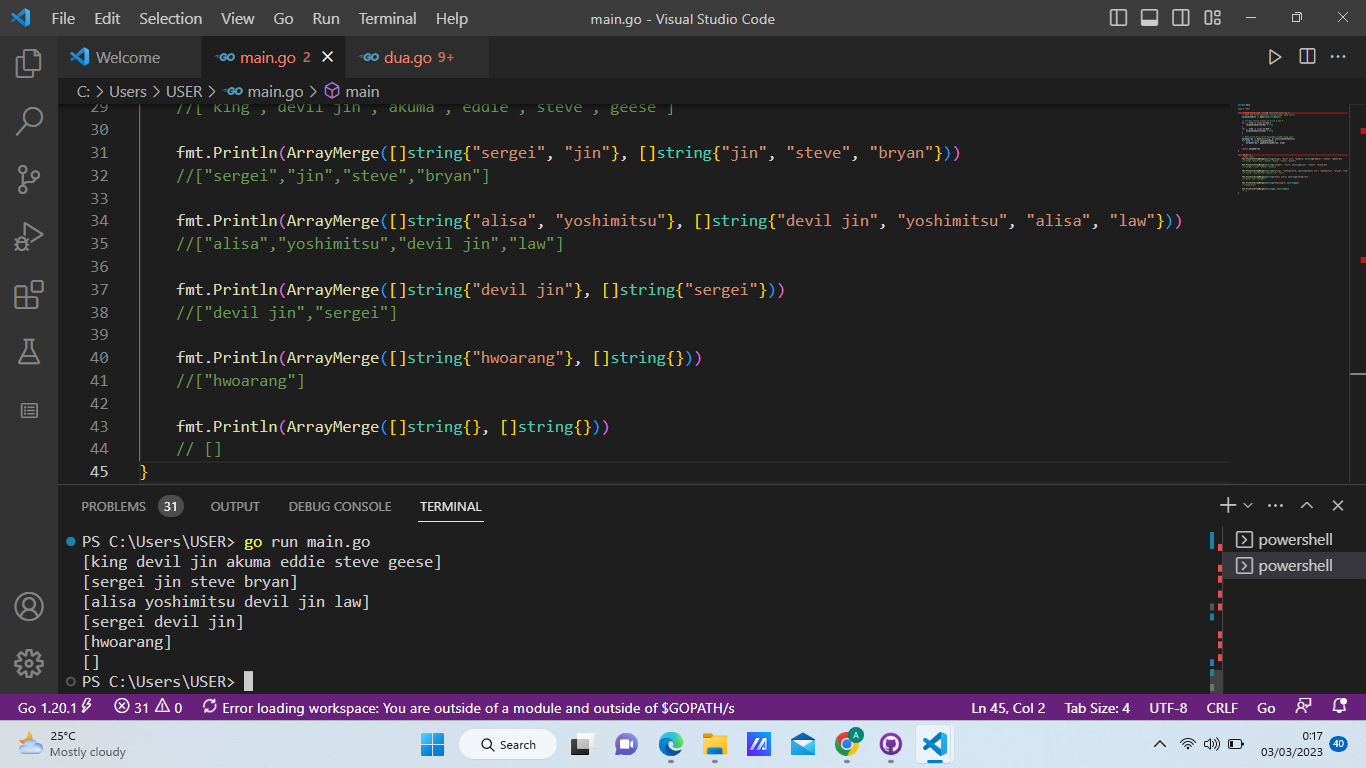 File Edit Selection View Go Run Terminal Help main.go - Visual Studio Code
Welcome main.go 2 dua.go 9+
C: > Users > USER > main.go > main
29 //["king", "devil jin", "akuma", "eddie", "steve", "geese"]
30
31 fmt.Println(ArrayMerge([]string{"sergei", "jin"}, []string{"jin", "steve", "bryan"}))
32 //["sergei","jin","steve","bryan"]
33
34 fmt.Println(ArrayMerge([]string{"alisa", "yoshimitsu"}, []string{"devil jin", "yoshimitsu", "alisa", "law"}))
35 //["alisa","yoshimitsu","devil jin","law"]
36
37 fmt.Println(ArrayMerge([]string{"devil jin"}, []string{"sergei"}))
38 //["devil jin","sergei"]
39
40 fmt.Println(ArrayMerge([]string{"hwoarang"}, []string{}))
41 //["hwoarang"]
42
43 fmt.Println(ArrayMerge([]string{}, []string{}))
44 // []
45 }
PROBLEMS 31 OUTPUT DEBUG CONSOLE TERMINAL
PS C:\Users\USER> go run main.go
[king devil jin akuma eddie steve geese]
[sergei jin steve bryan]
[alisa yoshimitsu devil jin law]
[sergei devil jin]
[hwoarang]
[]
PS C:\Users\USER>
powershell
powershell
Go 1.20.1 31 0 Error loading workspace: You are outside of a module and outside of $GOPATH/s Ln 45, Col 2 Tab Size: 4 UTF-8 CRLF Go
25°C
Mostly cloudy
Search
A
0:17
03/03/2023
40